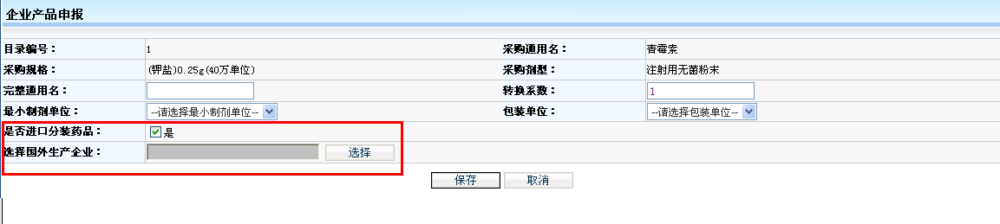 企业产品申报
目录编号： 1 采购通用名： 青霉素
采购规格： (钾盐)0.25g(40万单位) 采购剂型： 注射用无菌粉末
完整通用名： 转换系数： 1
最小制剂单位： --请选择最小制剂单位-- 包装单位： --请选择包装单位--
是否进口分装药品： 是
选择国外生产企业： 选择
保存 取消